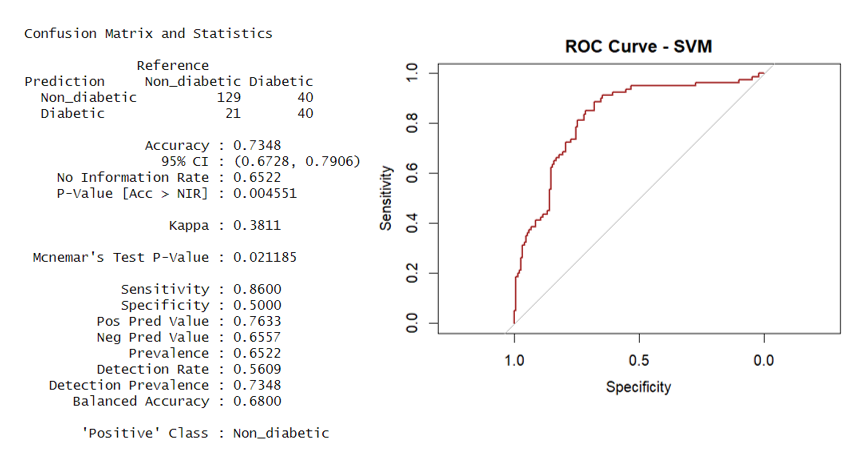 Confusion Matrix and Statistics
Reference
Prediction Non_diabetic Diabetic
Non_diabetic 129 40
Diabetic 21 40
Accuracy : 0.7348
95% CI : (0.6728, 0.7906)
No Information Rate : 0.6522
P-Value [Acc > NIR] : 0.004551
Kappa : 0.3811
Mcnemar's Test P-Value : 0.021185
Sensitivity : 0.8600
Specificity : 0.5000
Pos Pred Value : 0.7633
Neg Pred Value : 0.6557
Prevalence : 0.6522
Detection Rate : 0.5609
Detection Prevalence : 0.7348
Balanced Accuracy : 0.6800
'Positive' Class : Non_diabetic
ROC Curve - SVM
Sensitivity
1.0
0.8
0.6
0.4
0.2
0.0
1.0 0.5 0.0
Specificity